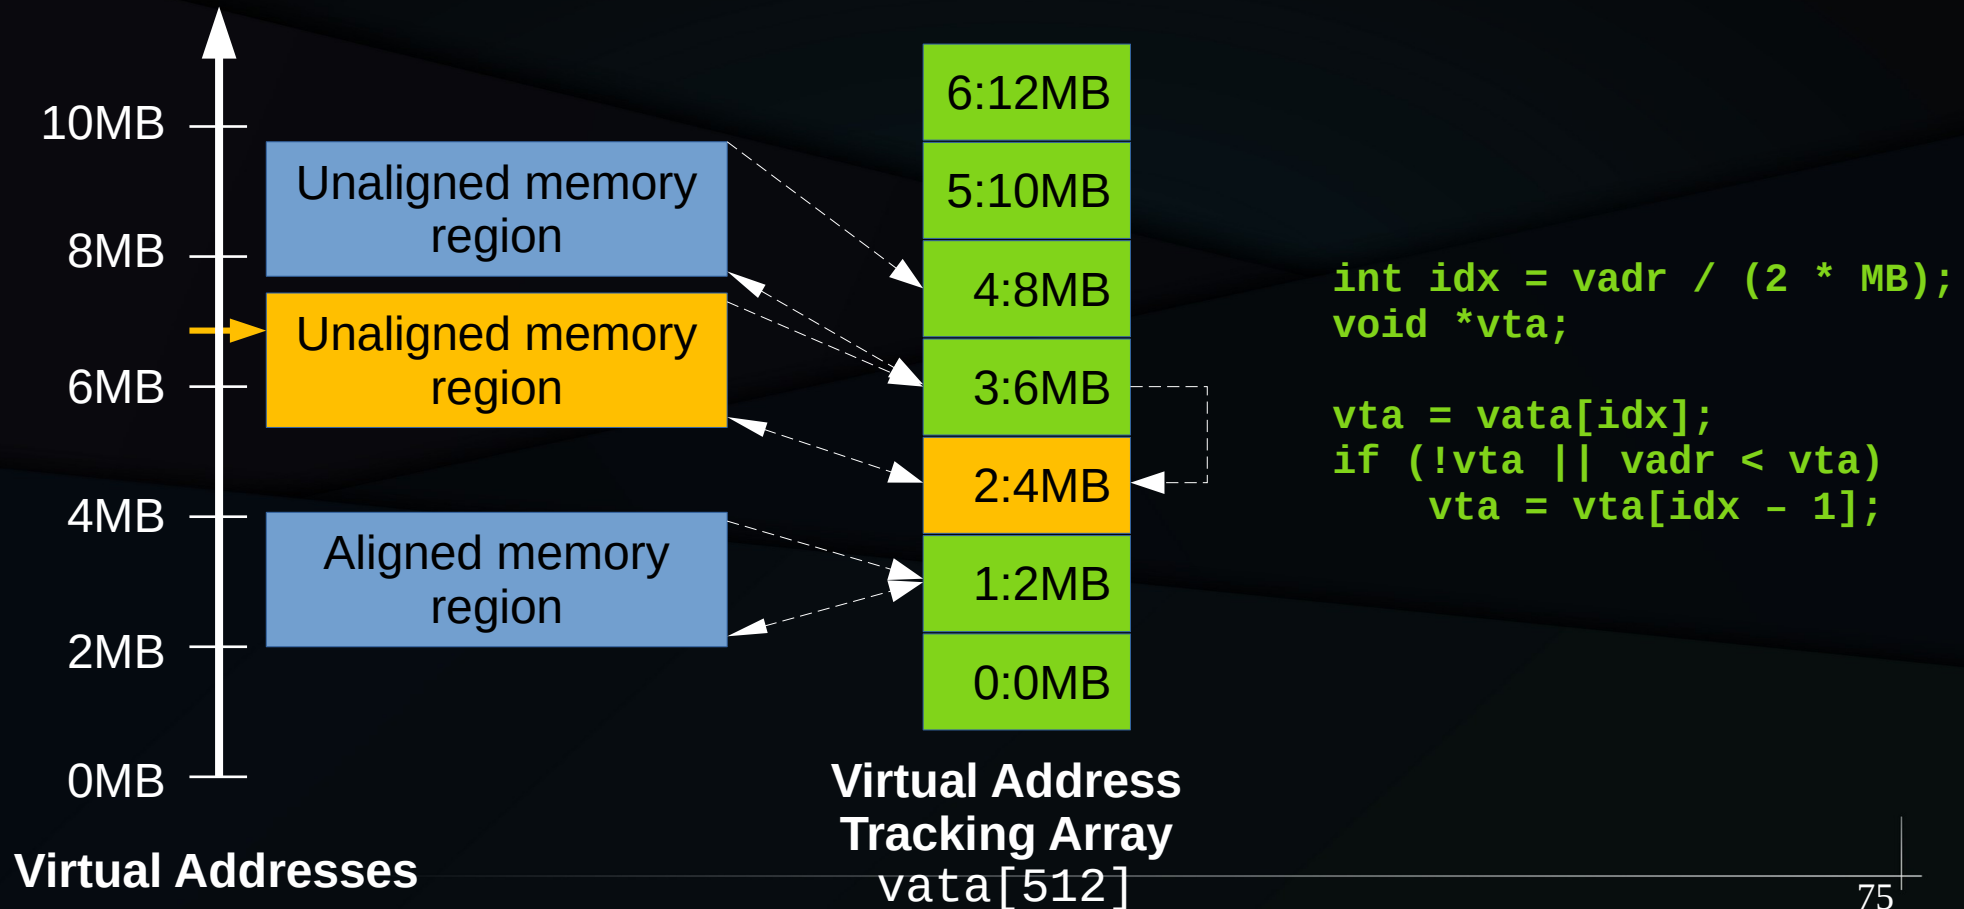 10MB
8MB
6MB
4MB
2MB
0MB
Virtual Addresses
Unaligned memory
region
Unaligned memory
region
Aligned memory
region
6:12MB
5:10MB
4:8MB
3:6MB
2:4MB
1:2MB
0:0MB
Virtual Address
Tracking Array
vata[512]
int idx = vadr / (2 * MB);
void *vta;
vta = vata[idx];
if (!vta || vadr < vta)
vta = vta[idx – 1];
75